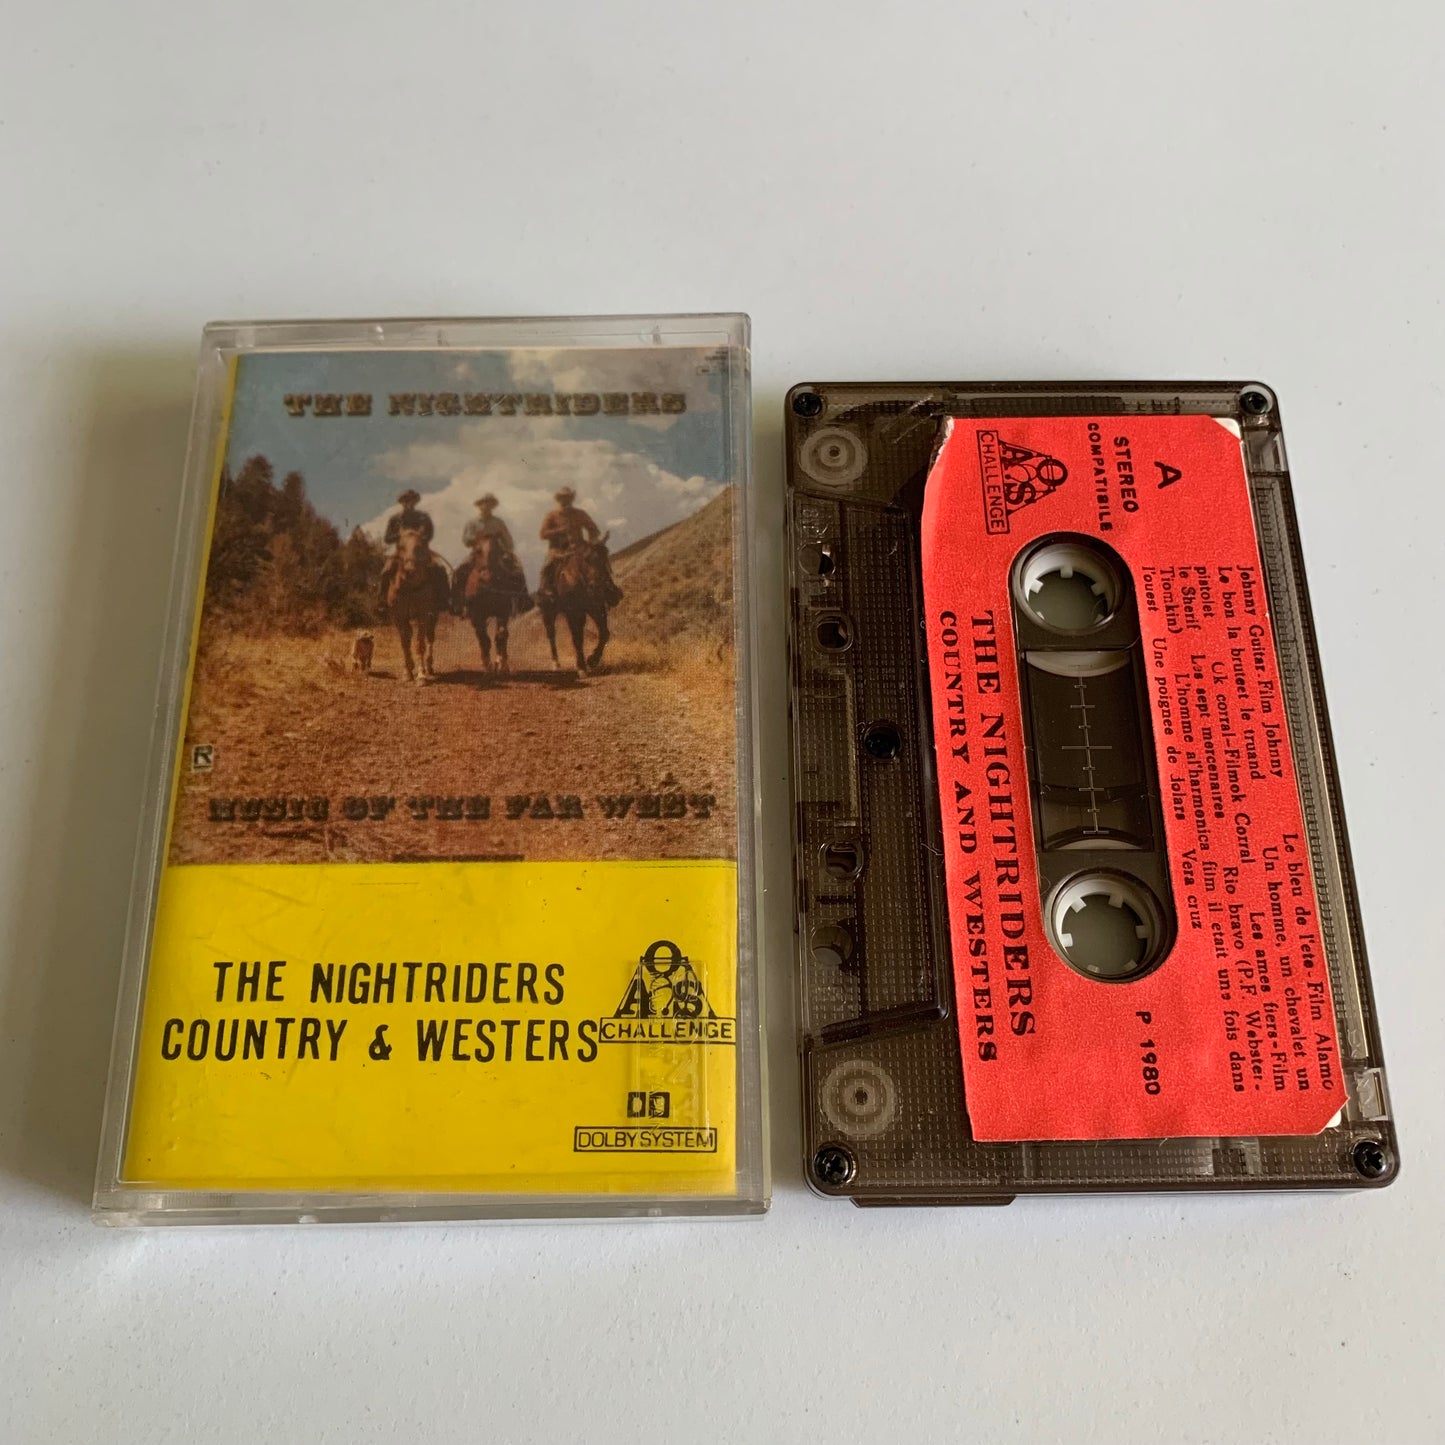 THE NIGHTRIDERS
R
MUSIC OF THE FAR WEST
THE NIGHTRIDERS
COUNTRY & WESTERS
AOS
CHALLENGE
DOLBY SYSTEM
AOS
CHALLENGE
STEREO
COMPATIBLE
A
Johnny Guitar-Film Johnny Le bleu de l'ete-Film Alamo
Le bon la bruteet le truand Un homme, un chevalet un
pistolet Ok corral-Filmok Corral Les ames fiers-Film
le Sherif Les sept mercenaires Rio bravo (P.F. Webster-
Tiomkin) L'homme al'harmonica film il etait une fois dans
l'ouest Une poignee de Jolars Vera cruz
THE NIGHTRIDERS
COUNTRY AND WESTERS
P 1980